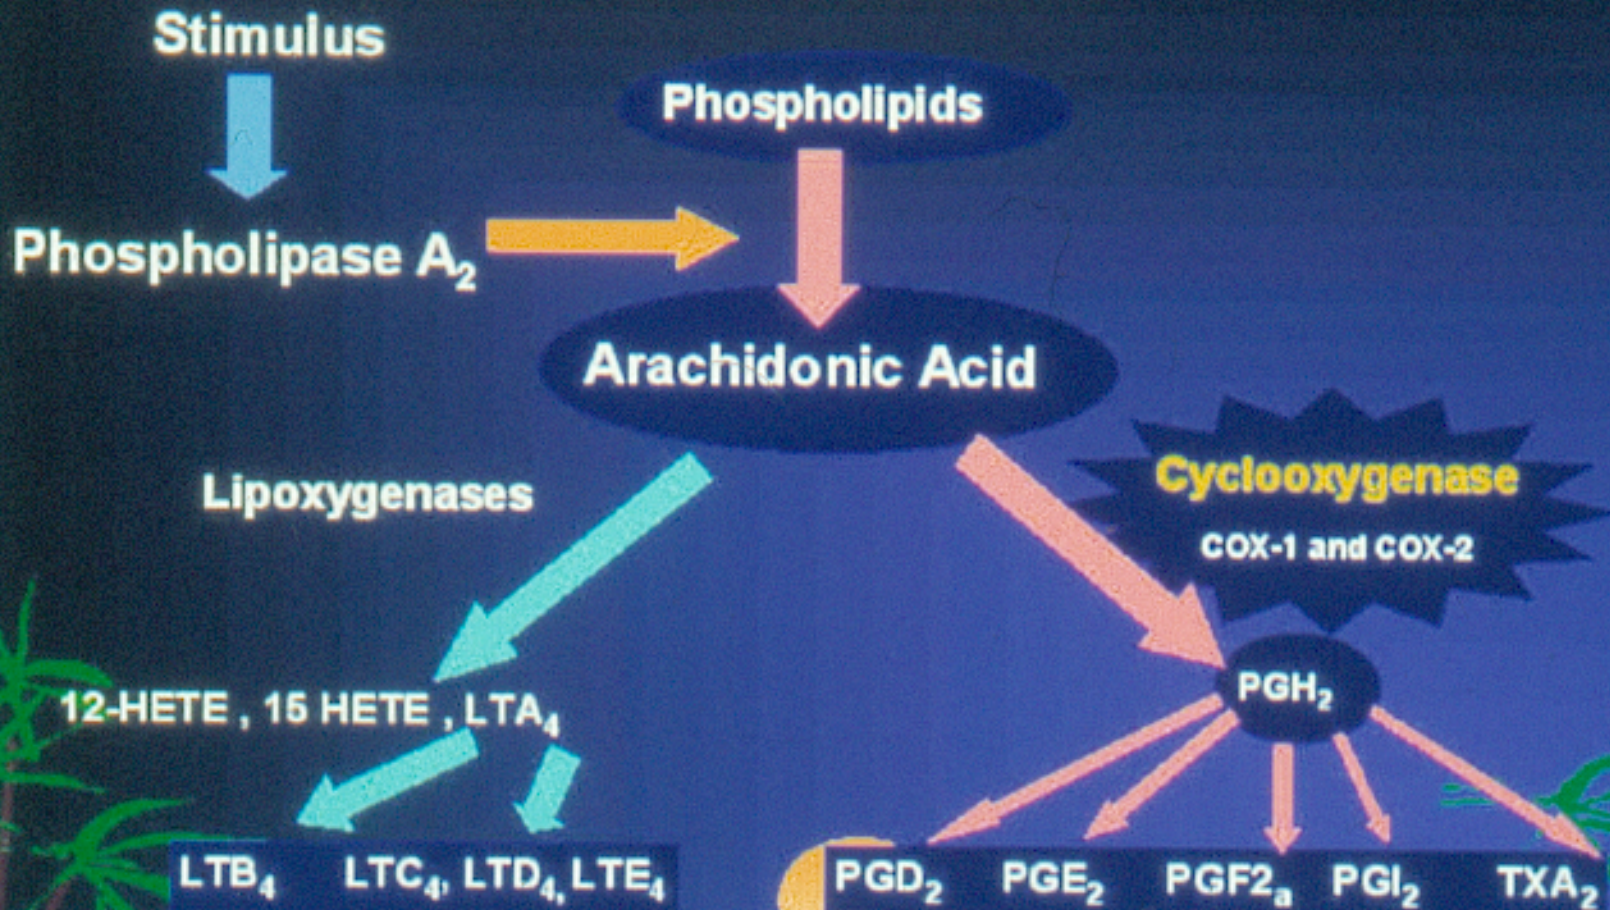 Stimulus
Phospholipids
Phospholipase A₂
Arachidonic Acid
Lipoxygenases
Cyclooxygenase
COX-1 and COX-2
12-HETE , 15 HETE , LTA₄
PGH₂
LTB₄ LTC₄, LTD₄, LTE₄
PGD₂ PGE₂ PGF2ₐ PGI₂ TXA₂